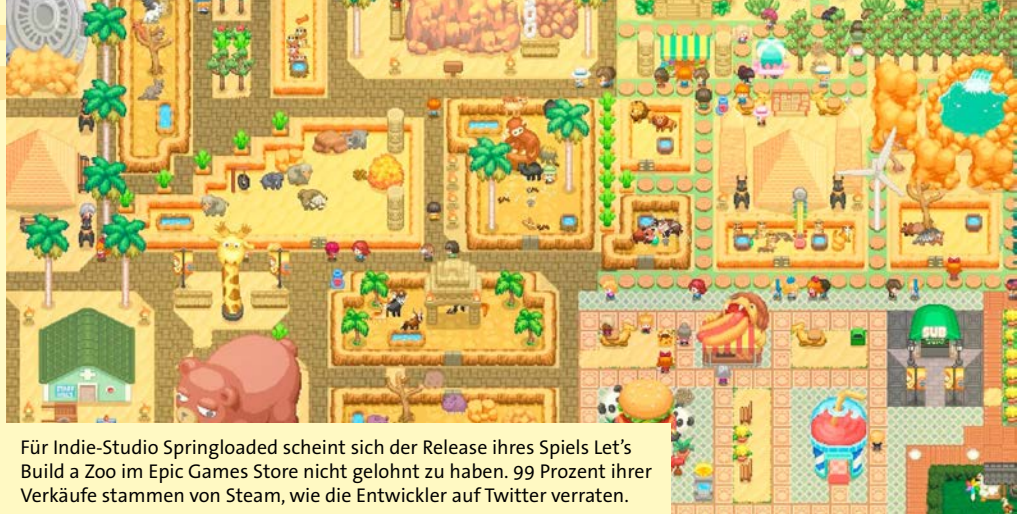 SUB
Für Indie-Studio Springloaded scheint sich der Release ihres Spiels Let’s
Build a Zoo im Epic Games Store nicht gelohnt zu haben. 99 Prozent ihrer
Verkäufe stammen von Steam, wie die Entwickler auf Twitter verraten.